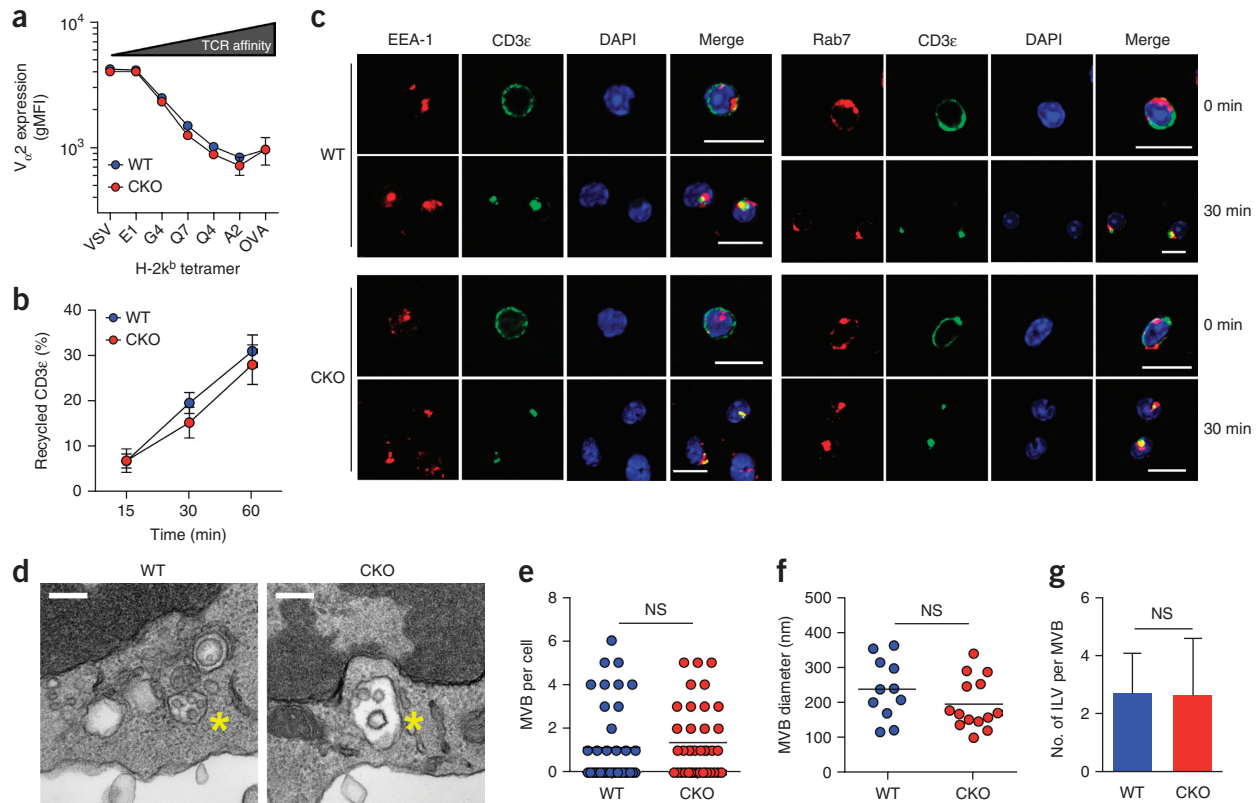 a
10⁴
10³
Vα2 expression
(gMFI)
TCR affinity
WT
CKO
VSV
E1
G4
Q7
Q4
A2
OVA
H-2kᵇ tetramer
b
40
30
20
10
0
Recycled CD3ε (%)
WT
CKO
15
30
60
Time (min)
c
EEA-1
CD3ε
DAPI
Merge
Rab7
CD3ε
DAPI
Merge
WT
0 min
30 min
CKO
0 min
30 min
d
WT
CKO
*
*
e
MVB per cell
8
6
4
2
0
NS
WT
CKO
f
MVB diameter (nm)
500
400
300
200
100
0
NS
WT
CKO
g
No. of ILV per MVB
6
4
2
0
NS
WT
CKO